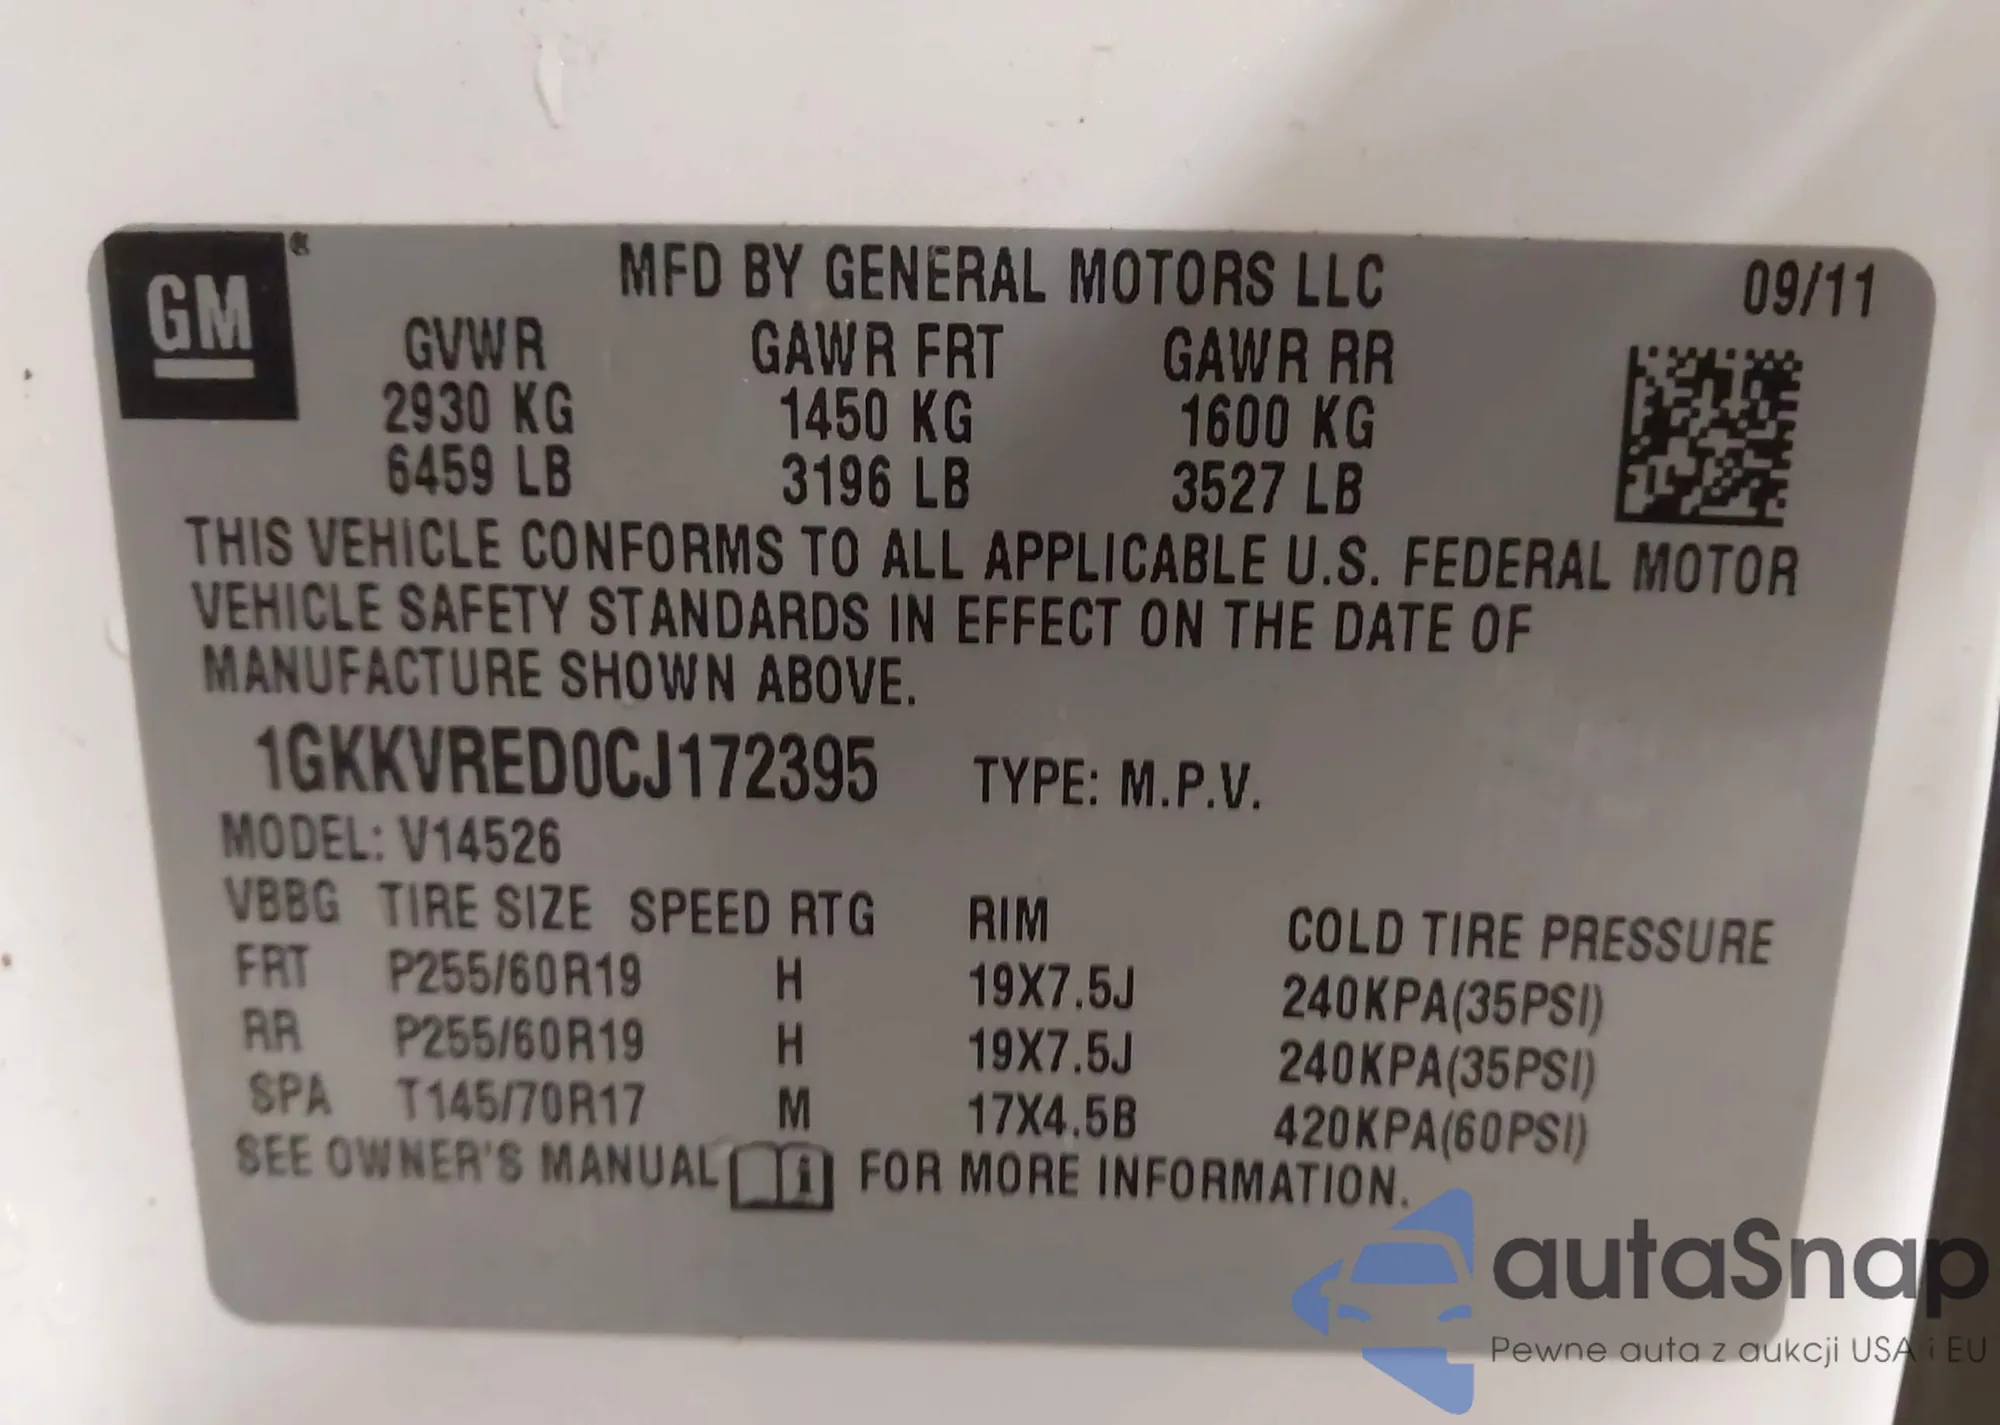 GM®
MFD BY GENERAL MOTORS LLC 09/11
GVWR GAWR FRT GAWR RR
2930 KG 1450 KG 1600 KG
6459 LB 3196 LB 3527 LB
THIS VEHICLE CONFORMS TO ALL APPLICABLE U.S. FEDERAL MOTOR
VEHICLE SAFETY STANDARDS IN EFFECT ON THE DATE OF
MANUFACTURE SHOWN ABOVE.
1GKKVRED0CJ172395 TYPE: M.P.V.
MODEL: V14526
VBBG TIRE SIZE SPEED RTG RIM COLD TIRE PRESSURE
FRT P255/60R19 H 19X7.5J 240KPA(35PSI)
RR P255/60R19 H 19X7.5J 240KPA(35PSI)
SPA T145/70R17 M 17X4.5B 420KPA(60PSI)
SEE OWNER'S MANUAL FOR MORE INFORMATION.
autaSnap
Pewne auta z aukcji USA i EU